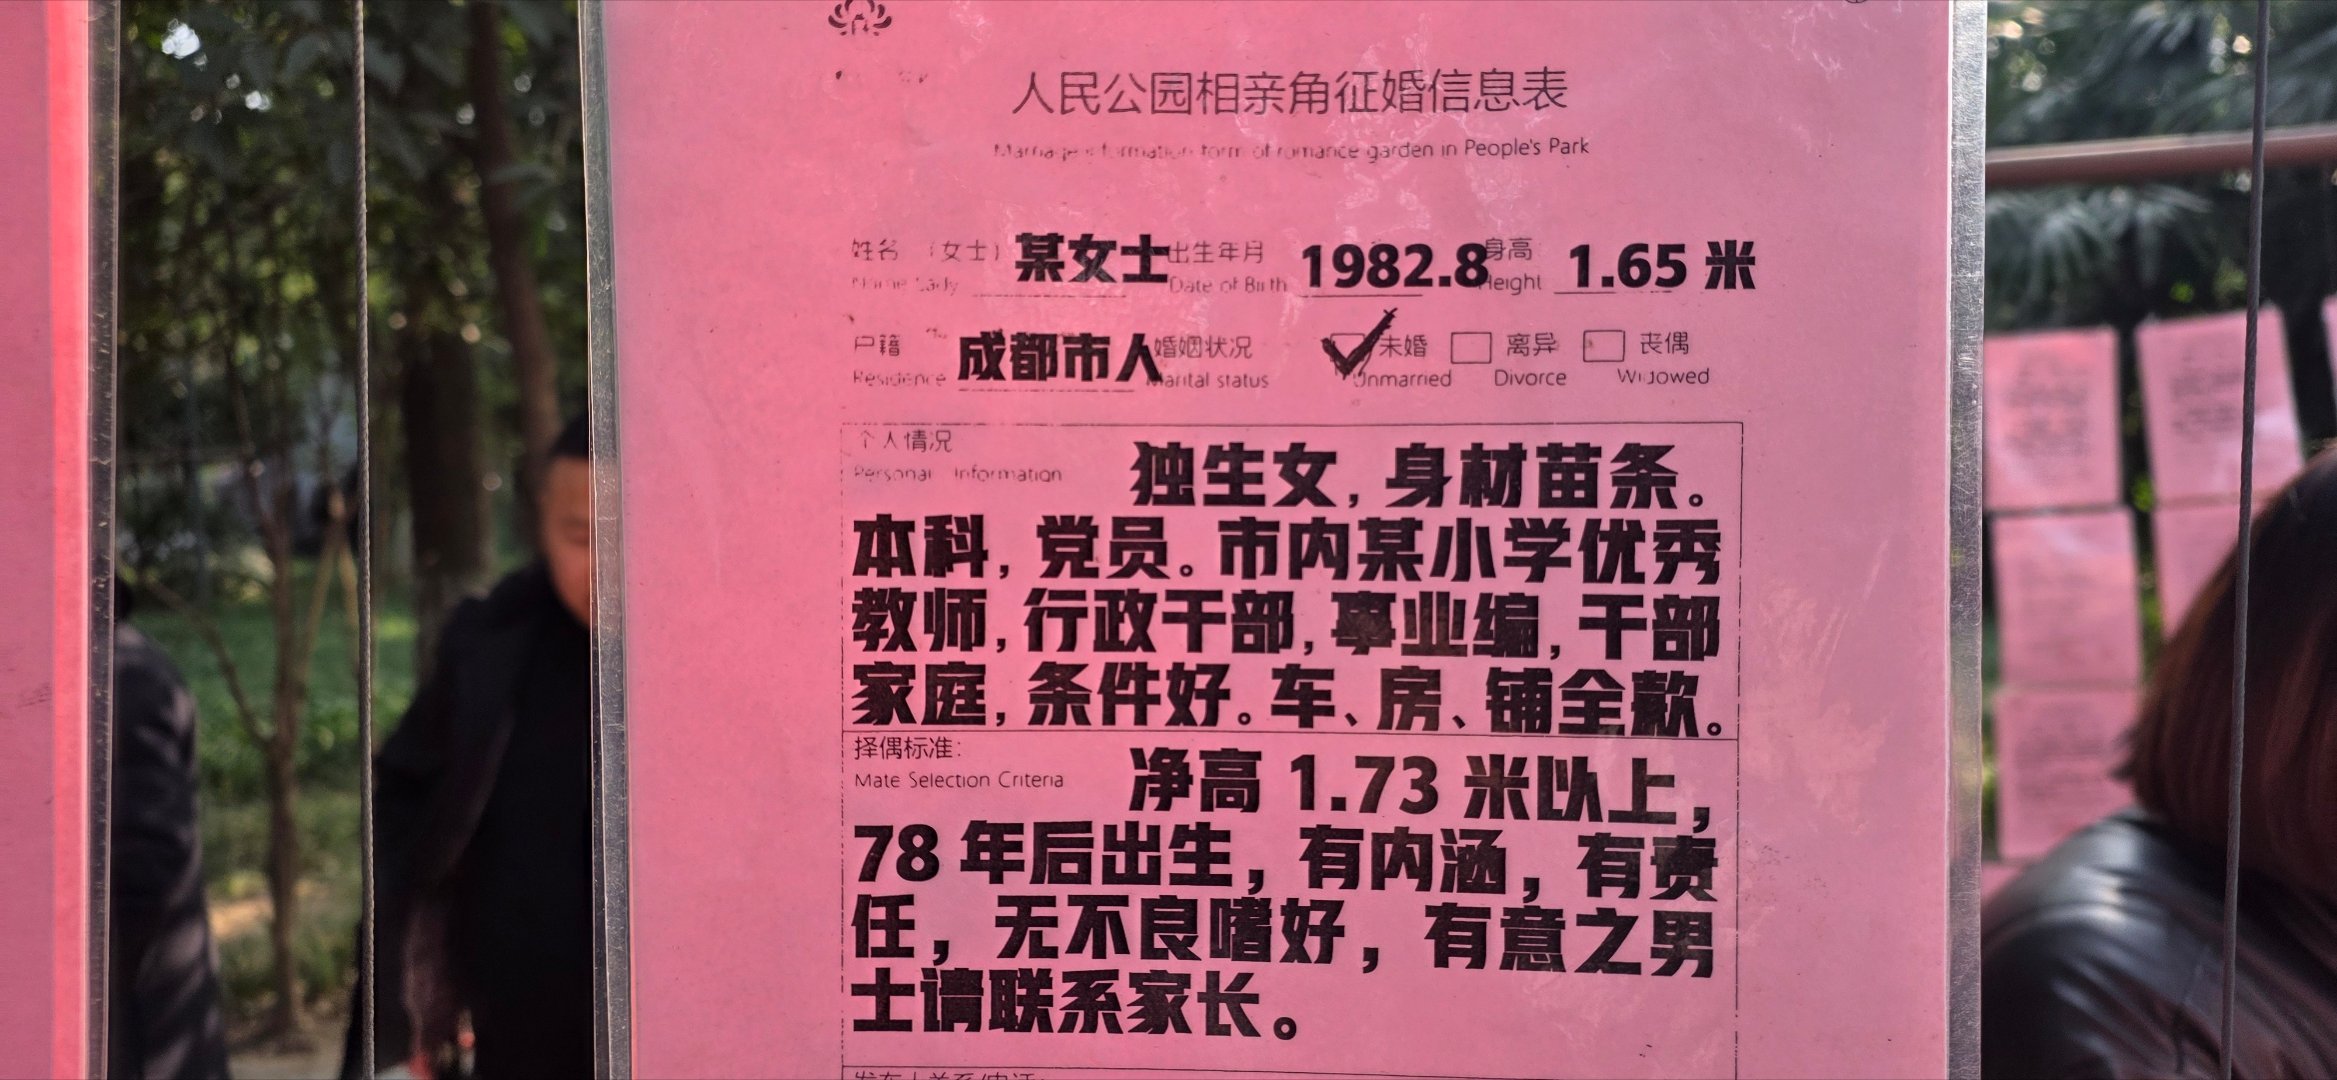 人民公园相亲角征婚信息表
Marriage information form of romance garden in People's Park
姓名 （女士） 某女士 出生年月 1982.8 身高 1.65 米
Name Lady Date of Birth Height
户籍 成都市人 婚姻状况 未婚 离异 丧偶
Residence Marital status Unmarried Divorce Widowed
个人情况 独生女，身材苗条。
Personal Information
本科，党员。市内某小学优秀
教师，行政干部，事业编，干部
家庭，条件好。车、房、铺全款。
择偶标准： 净高 1.73 米以上，
Mate Selection Criteria
78 年后出生，有内涵，有责
任，无不良嗜好，有意之男
士请联系家长。